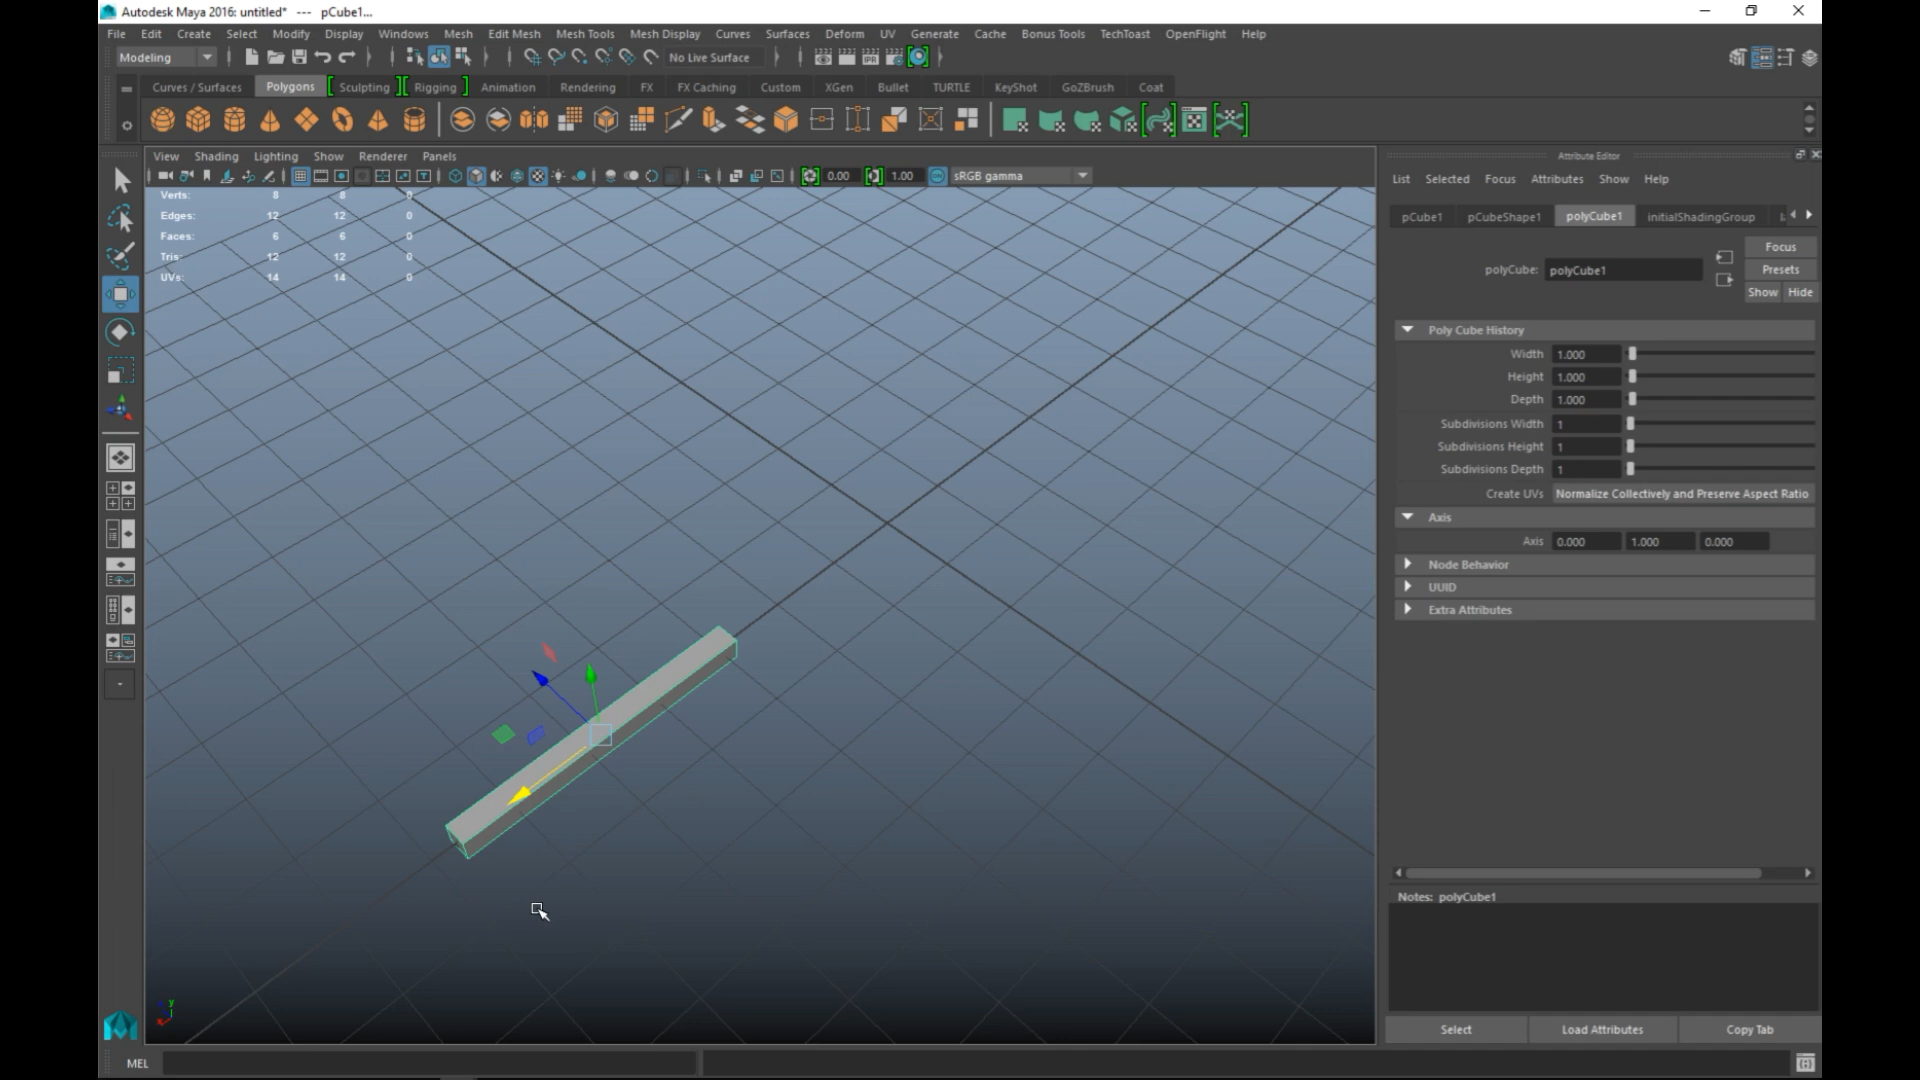 Autodesk Maya 2016: untitled* --- pCube1...
File Edit Create Select Modify Display Windows Mesh Edit Mesh Mesh Tools Mesh Display Curves Surfaces Deform UV Generate Cache Bonus Tools TechToast OpenFlight Help
Modeling No Live Surface
Curves / Surfaces Polygons Sculpting Rigging Animation Rendering FX FX Caching Custom XGen Bullet TURTLE KeyShot GoZBrush Coat
View Shading Lighting Show Renderer Panels
0.00 1.00 sRGB gamma
Verts: 8 8 0
Edges: 12 12 0
Faces: 6 6 0
Tris: 12 12 0
UVs: 14 14 0
Attribute Editor
List Selected Focus Attributes Show Help
pCube1 pCubeShape1 polyCube1 initialShadingGroup
Focus
polyCube: polyCube1
Presets
Show Hide
Poly Cube History
Width 1.000
Height 1.000
Depth 1.000
Subdivisions Width 1
Subdivisions Height 1
Subdivisions Depth 1
Create UVs Normalize Collectively and Preserve Aspect Ratio
Axis
Axis 0.000 1.000 0.000
Node Behavior
UUID
Extra Attributes
Notes: polyCube1
Select Load Attributes Copy Tab
y
x
MEL